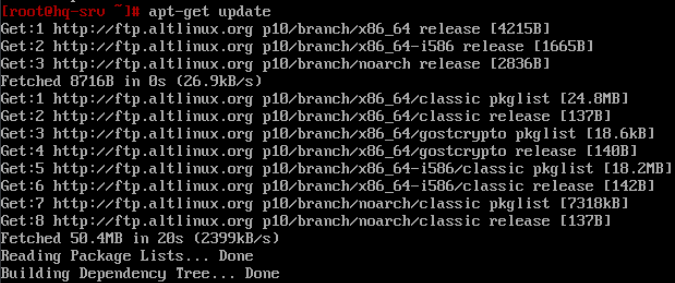 [root@hq-srv ~]# apt-get update
Get:1 http://ftp.altlinux.org p10/branch/x86_64 release [4215B]
Get:2 http://ftp.altlinux.org p10/branch/x86_64-i586 release [1665B]
Get:3 http://ftp.altlinux.org p10/branch/noarch release [2836B]
Fetched 8716B in 0s (26.9kB/s)
Get:1 http://ftp.altlinux.org p10/branch/x86_64/classic pkglist [24.8MB]
Get:2 http://ftp.altlinux.org p10/branch/x86_64/classic release [137B]
Get:3 http://ftp.altlinux.org p10/branch/x86_64/gostcrypto pkglist [18.6kB]
Get:4 http://ftp.altlinux.org p10/branch/x86_64/gostcrypto release [140B]
Get:5 http://ftp.altlinux.org p10/branch/x86_64-i586/classic pkglist [18.2MB]
Get:6 http://ftp.altlinux.org p10/branch/x86_64-i586/classic release [142B]
Get:7 http://ftp.altlinux.org p10/branch/noarch/classic pkglist [7318kB]
Get:8 http://ftp.altlinux.org p10/branch/noarch/classic release [137B]
Fetched 50.4MB in 20s (2399kB/s)
Reading Package Lists... Done
Building Dependency Tree... Done